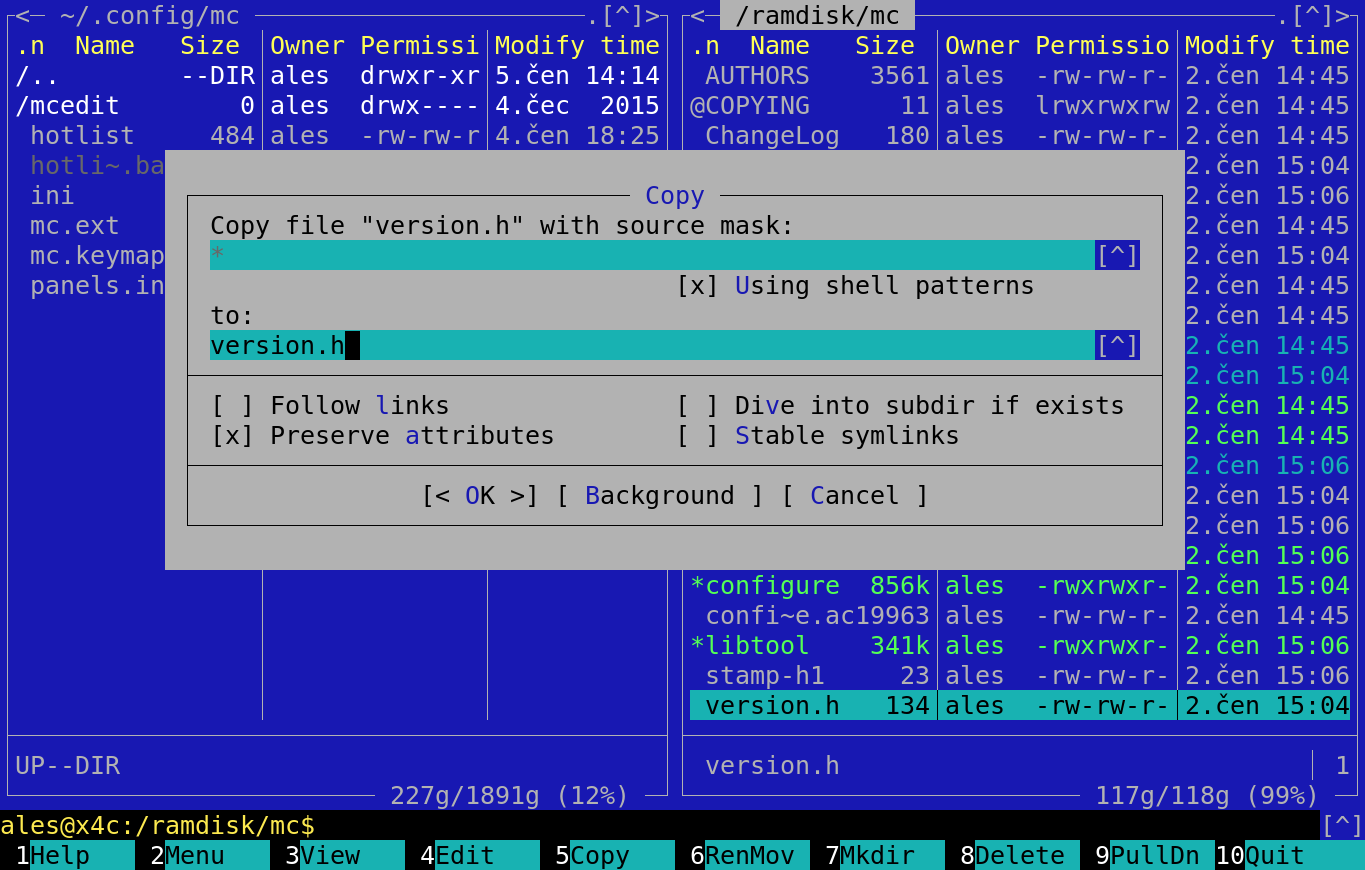 <─ ~/.config/mc .[^]> <─ /ramdisk/mc .[^]>
.n Name Size Owner Permissi Modify time .n Name Size Owner Permissio Modify time
/.. --DIR ales drwxr-xr 5.čen 14:14 AUTHORS 3561 ales -rw-rw-r- 2.čen 14:45
/mcedit 0 ales drwx---- 4.čec 2015 @COPYING 11 ales lrwxrwxrw 2.čen 14:45
hotlist 484 ales -rw-rw-r 4.čen 18:25 ChangeLog 180 ales -rw-rw-r- 2.čen 14:45
hotli~.ba 2.čen 15:04
Copy
ini 2.čen 15:06
mc.ext Copy file "version.h" with source mask: 2.čen 14:45
mc.keymap * [^] 2.čen 15:04
panels.in [x] Using shell patterns 2.čen 14:45
to: 2.čen 14:45
version.h [^] 2.čen 14:45
2.čen 15:04
[ ] Follow links [ ] Dive into subdir if exists 2.čen 14:45
[x] Preserve attributes [ ] Stable symlinks 2.čen 14:45
2.čen 15:06
[< OK >] [ Background ] [ Cancel ] 2.čen 15:04
2.čen 15:06
2.čen 15:06
*configure 856k ales -rwxrwxr- 2.čen 15:04
confi~e.ac19963 ales -rw-rw-r- 2.čen 14:45
*libtool 341k ales -rwxrwxr- 2.čen 15:06
stamp-h1 23 ales -rw-rw-r- 2.čen 15:06
version.h 134 ales -rw-rw-r- 2.čen 15:04
UP--DIR version.h 1
227g/1891g (12%) 117g/118g (99%)
ales@x4c:/ramdisk/mc$ [^]
1Help 2Menu 3View 4Edit 5Copy 6RenMov 7Mkdir 8Delete 9PullDn 10Quit